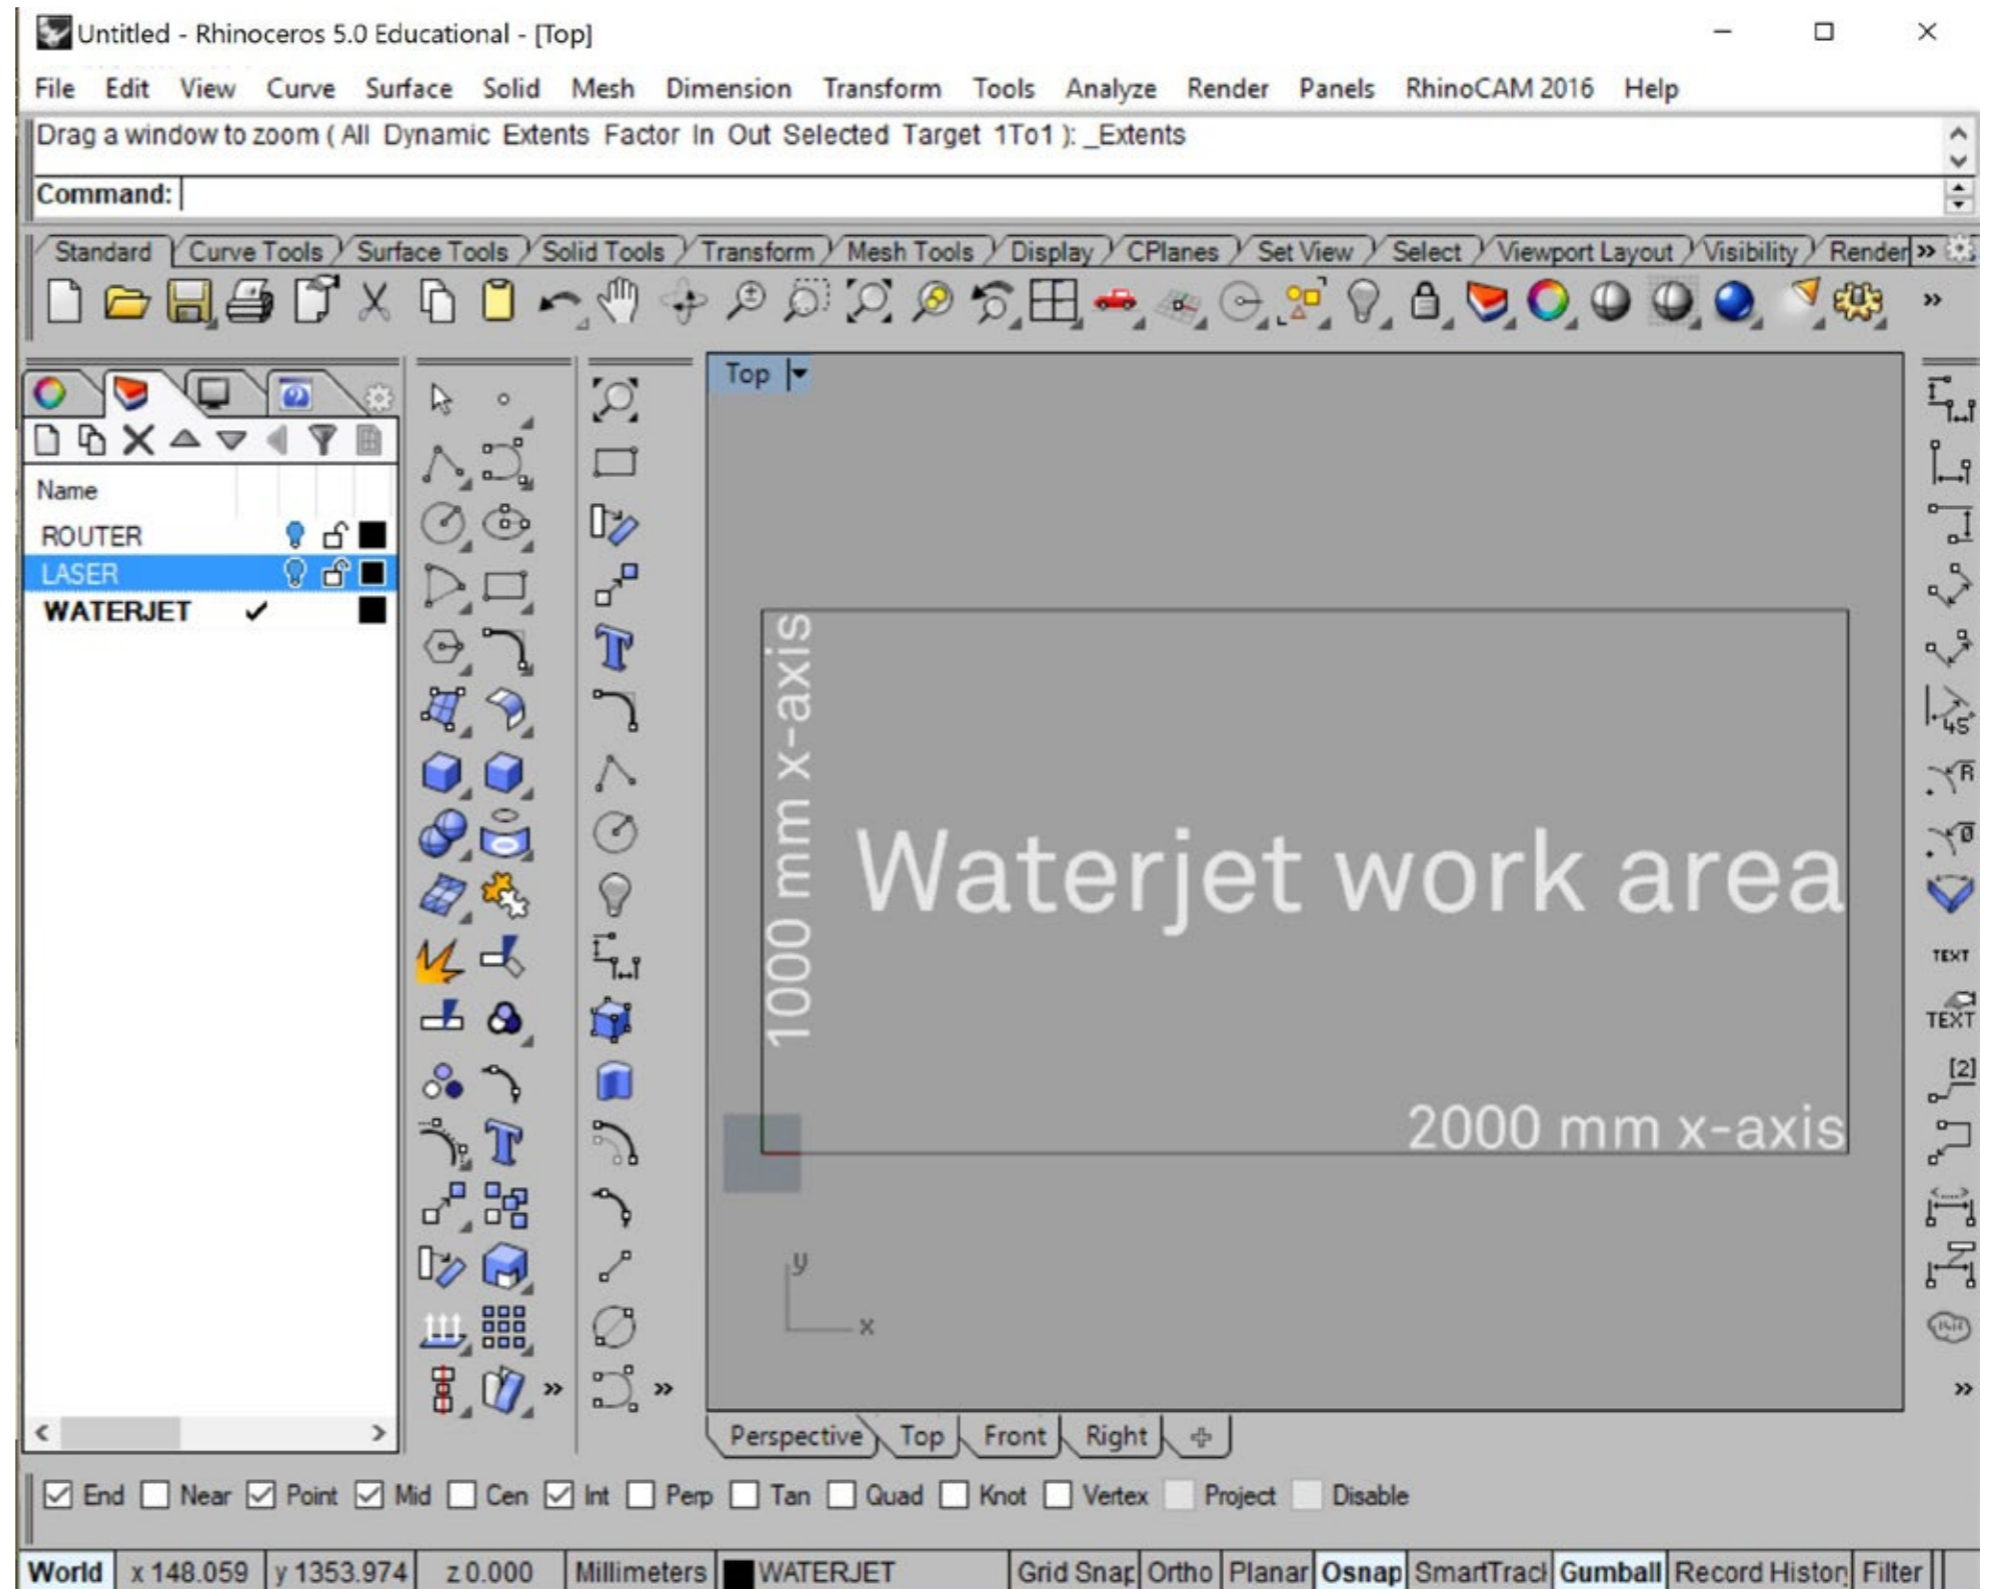 Untitled - Rhinoceros 5.0 Educational - [Top]
File Edit View Curve Surface Solid Mesh Dimension Transform Tools Analyze Render Panels RhinoCAM 2016 Help
Drag a window to zoom ( All Dynamic Extents Factor In Out Selected Target 1To1 ): _Extents
Command:
Standard Curve Tools Surface Tools Solid Tools Transform Mesh Tools Display CPlanes Set View Select Viewport Layout Visibility Render
Top
Name
ROUTER
LASER
WATERJET
1000 mm x-axis
Waterjet work area
2000 mm x-axis
y
x
45°
R
Ø
TEXT
TEXT
[2]
Perspective Top Front Right
End Near Point Mid Cen Int Perp Tan Quad Knot Vertex Project Disable
World x 148.059 y 1353.974 z 0.000 Millimeters WATERJET Grid Snap Ortho Planar Osnap SmartTrack Gumball Record History Filter